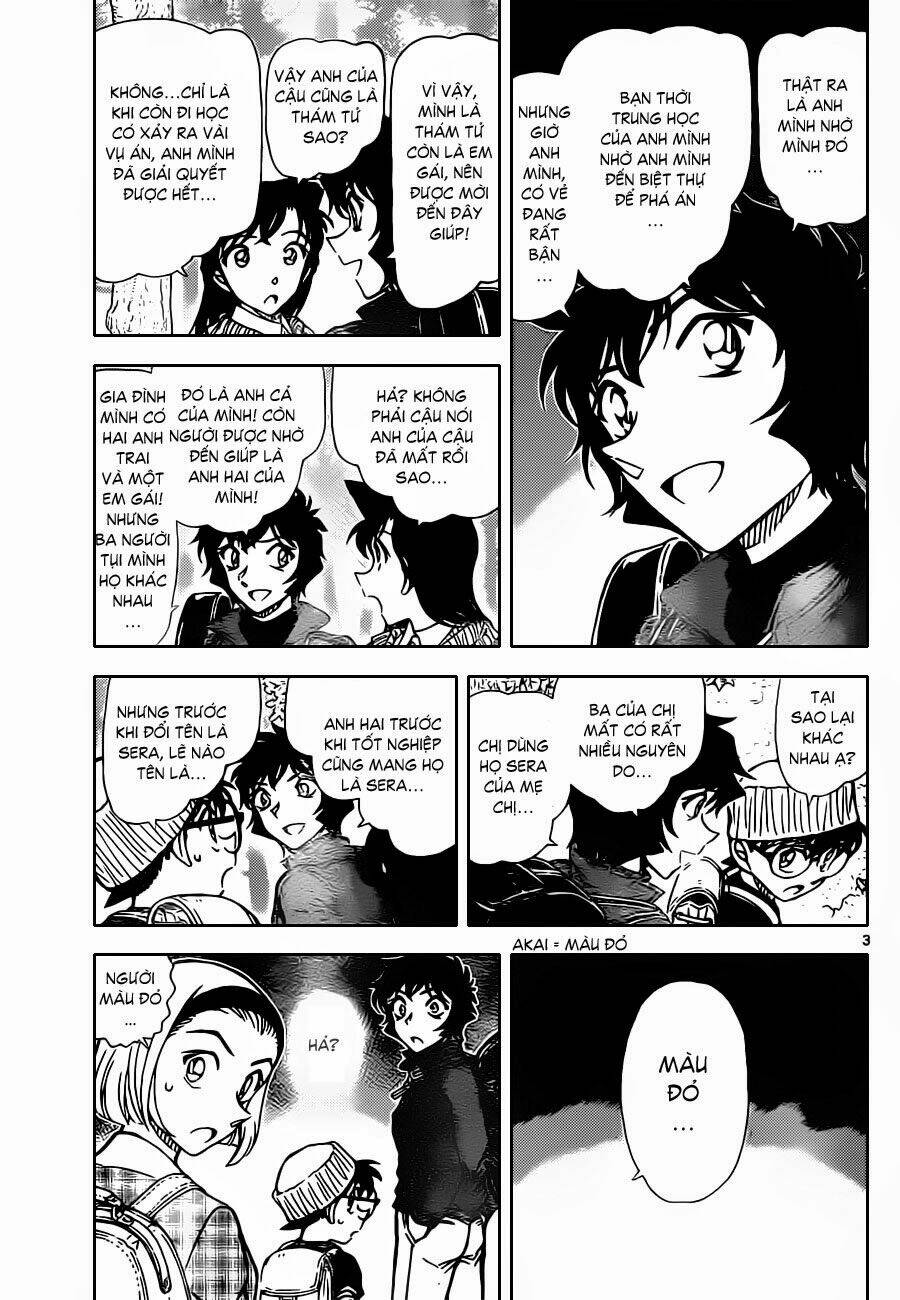 THẬT RA
LÀ ANH
MÌNH NHỜ
MÌNH ĐÓ
...
BẠN THỜI
TRUNG HỌC
CỦA ANH MÌNH
NHỜ ANH MÌNH
ĐẾN BIỆT THỰ
ĐỂ PHÁ ÁN
...
NHƯNG
GIỜ
ANH
MÌNH,
CÓ VẺ
ĐANG
RẤT
BẬN
...
VÌ VẬY,
MÌNH LÀ
THÁM TỬ
CÒN LÀ EM
GÁI, NÊN
ĐƯỢC MỜI
ĐẾN ĐÂY
GIÚP!
VẬY ANH CỦA
CẬU CŨNG LÀ
THÁM TỬ
SAO?
KHÔNG...CHỈ LÀ
KHI CÒN ĐI HỌC
CÓ XẢY RA VÀI
VỤ ÁN, ANH MÌNH
ĐÃ GIẢI QUYẾT
ĐƯỢC HẾT...
HẢ? KHÔNG
PHẢI CẬU NÓI
ANH CỦA CẬU
ĐÃ MẤT RỒI
SAO...
ĐÓ LÀ ANH CẢ
CỦA MÌNH! CÒN
NGƯỜI ĐƯỢC NHỜ
ĐẾN GIÚP LÀ
ANH HAI CỦA
MÌNH!
GIA ĐÌNH
MÌNH CÓ
HAI ANH
TRAI
VÀ MỘT
EM GÁI!
NHƯNG
BA NGƯỜI
TỤI MÌNH
HỌ KHÁC
NHAU
...
TẠI
SAO LẠI
KHÁC
NHAU Ạ?
BA CỦA CHỊ
MẤT CÓ RẤT
NHIỀU NGUYÊN
DO...
CHỊ DÙNG
HỌ SERA
CỦA MẸ
CHỊ...
ANH HAI TRƯỚC
KHI TỐT NGHIỆP
CŨNG MANG HỌ
LÀ SERA...
NHƯNG TRƯỚC
KHI ĐỔI TÊN LÀ
SERA, LẼ NÀO
TÊN LÀ...
AKAI = MÀU ĐỎ
3
MÀU
ĐỎ
...
HẢ?
NGƯỜI
MÀU ĐỎ
...